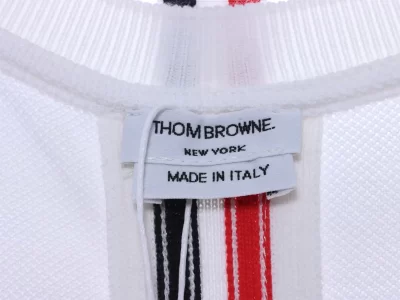 THOM BROWNE.
NEW YORK
MADE IN ITALY